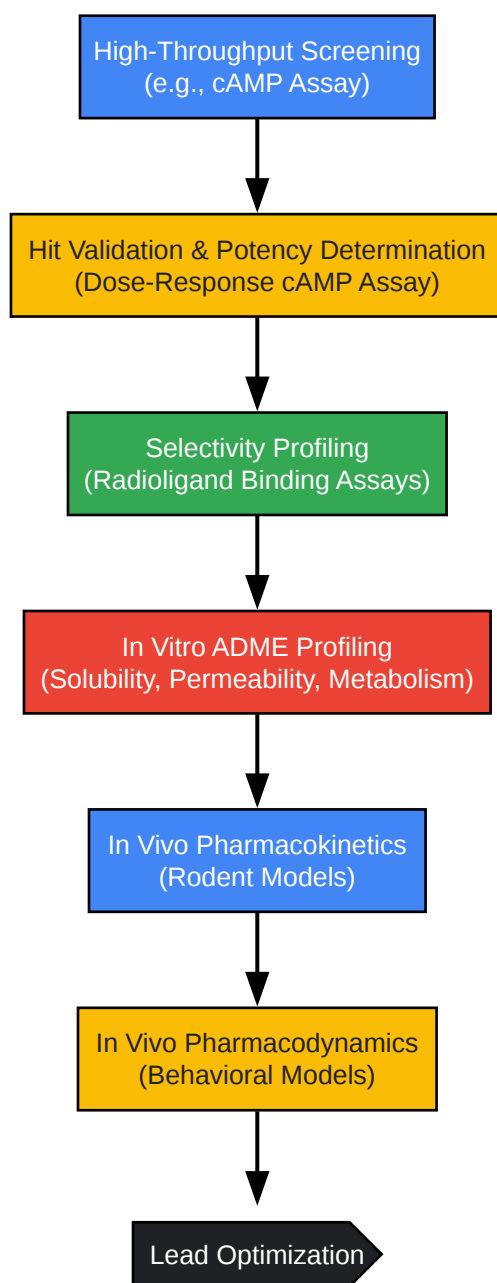 High-Throughput Screening
(e.g., cAMP Assay)
Hit Validation & Potency Determination
(Dose-Response cAMP Assay)
Selectivity Profiling
(Radioligand Binding Assays)
In Vitro ADME Profiling
(Solubility, Permeability, Metabolism)
In Vivo Pharmacokinetics
(Rodent Models)
In Vivo Pharmacodynamics
(Behavioral Models)
Lead Optimization